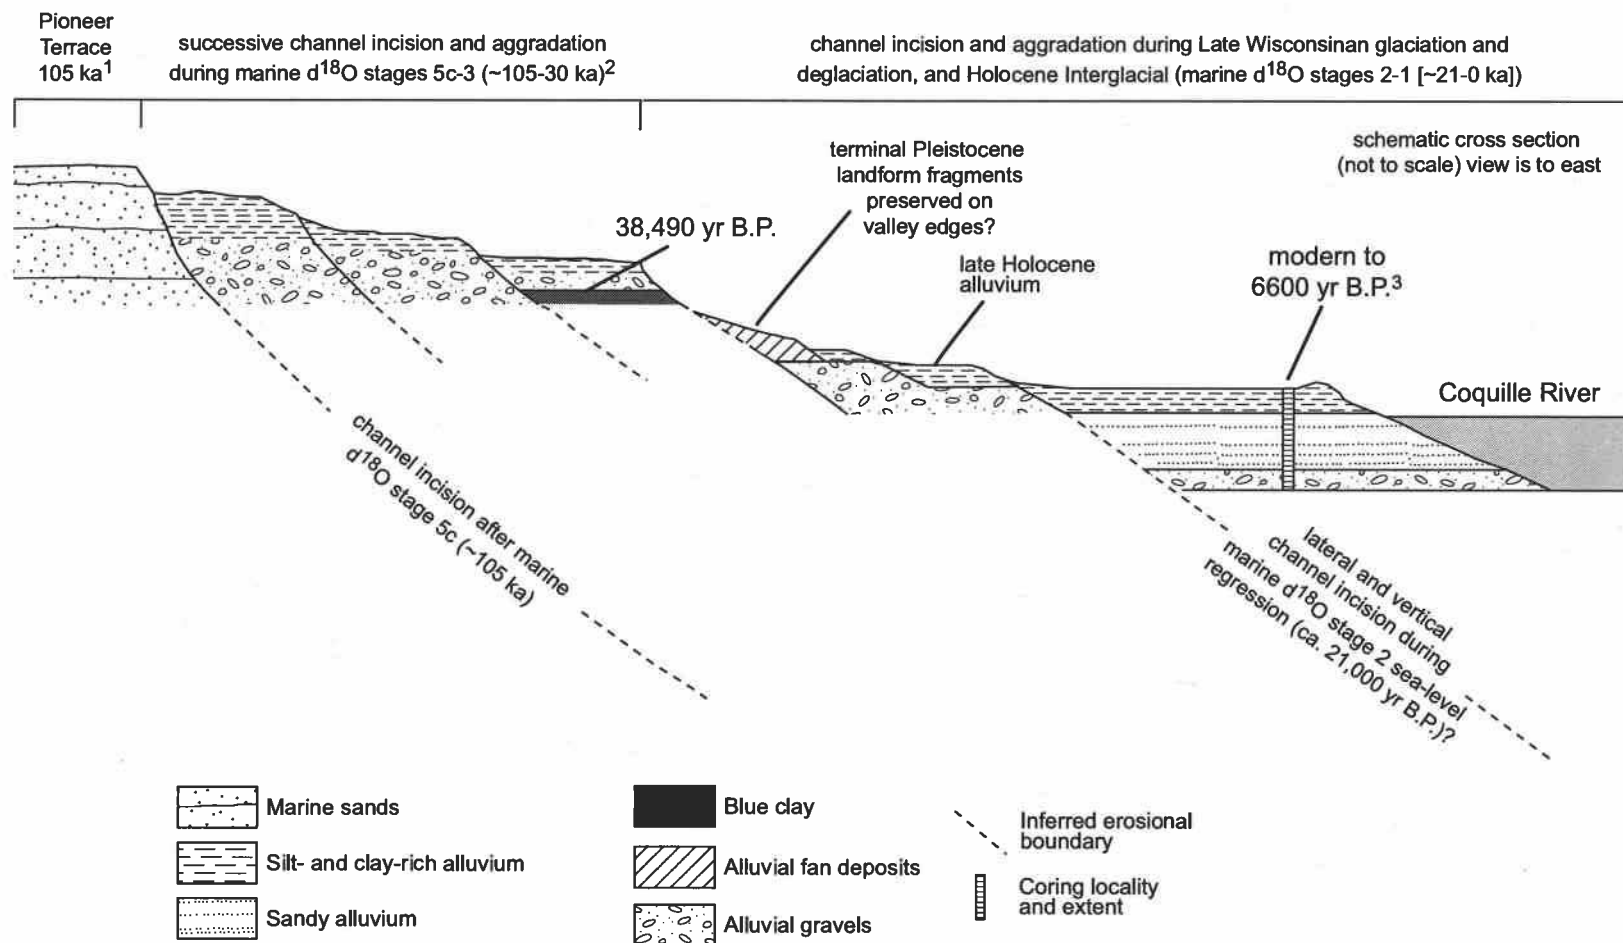 Pioneer
Terrace
105 ka¹
successive channel incision and aggradation
during marine d¹⁸O stages 5c-3 (~105-30 ka)²
channel incision and aggradation during Late Wisconsinan glaciation and
deglaciation, and Holocene Interglacial (marine d¹⁸O stages 2-1 [~21-0 ka])
schematic cross section
(not to scale) view is to east
terminal Pleistocene
landform fragments
preserved on
valley edges?
38,490 yr B.P.
late Holocene
alluvium
modern to
6600 yr B.P.³
Coquille River
channel incision after marine
d¹⁸O stage 5c (~105 ka)
lateral and vertical
channel incision during
marine d¹⁸O stage 2 sea-level
regression (ca. 21,000 yr B.P.)?
Marine sands
Silt- and clay-rich alluvium
Sandy alluvium
Blue clay
Alluvial fan deposits
Alluvial gravels
Inferred erosional
boundary
Coring locality
and extent